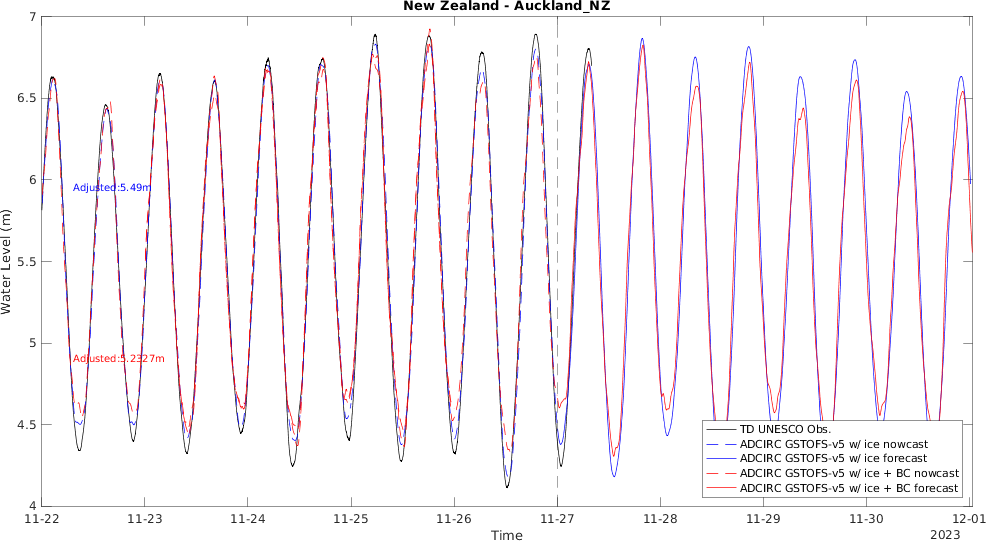 New Zealand - Auckland_NZ
7
6.5
6
5.5
5
4.5
4
Water Level (m)
Adjusted:5.49m
Adjusted:5.2327m
TD UNESCO Obs.
ADCIRC GSTOFS-v5 w/ ice nowcast
ADCIRC GSTOFS-v5 w/ ice forecast
ADCIRC GSTOFS-v5 w/ ice + BC nowcast
ADCIRC GSTOFS-v5 w/ ice + BC forecast
11-22 11-23 11-24 11-25 11-26 11-27 11-28 11-29 11-30 12-01
Time
2023